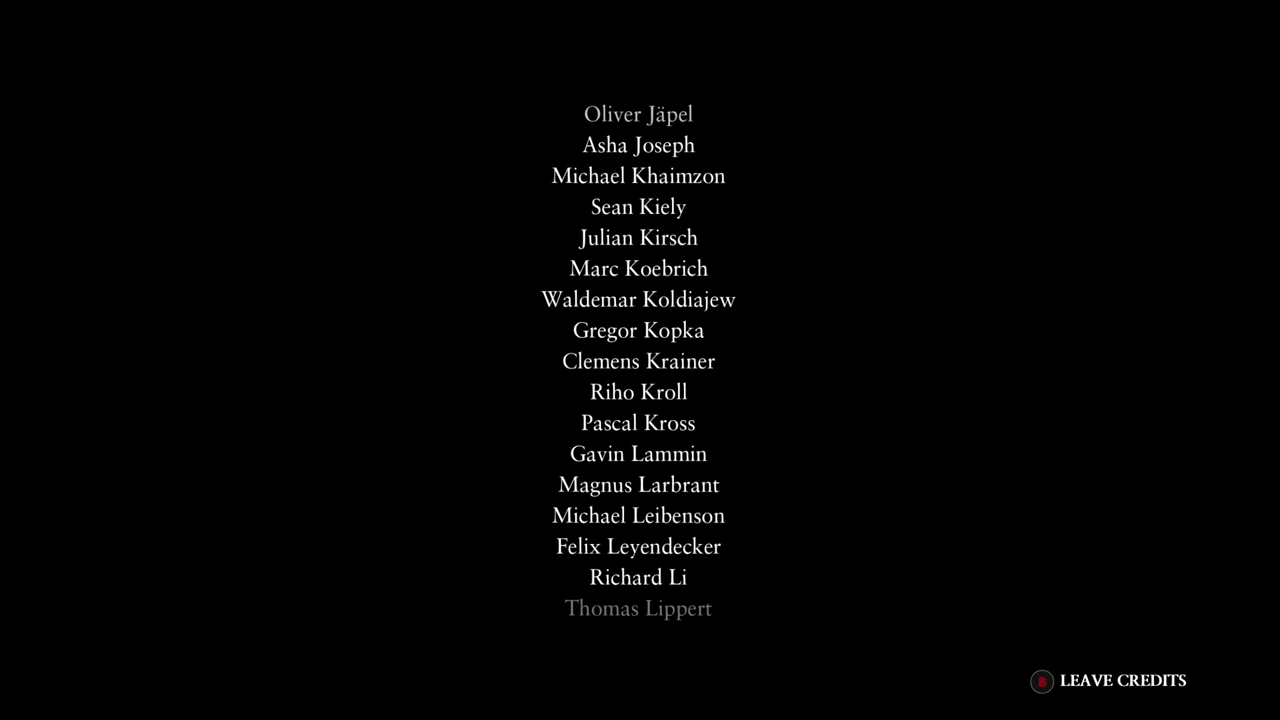 Oliver Jäpel
Asha Joseph
Michael Khaimzon
Sean Kiely
Julian Kirsch
Marc Koebrich
Waldemar Koldiajew
Gregor Kopka
Clemens Krainer
Riho Kroll
Pascal Kross
Gavin Lammin
Magnus Larbrant
Michael Leibenson
Felix Leyendecker
Richard Li
Thomas Lippert
B LEAVE CREDITS